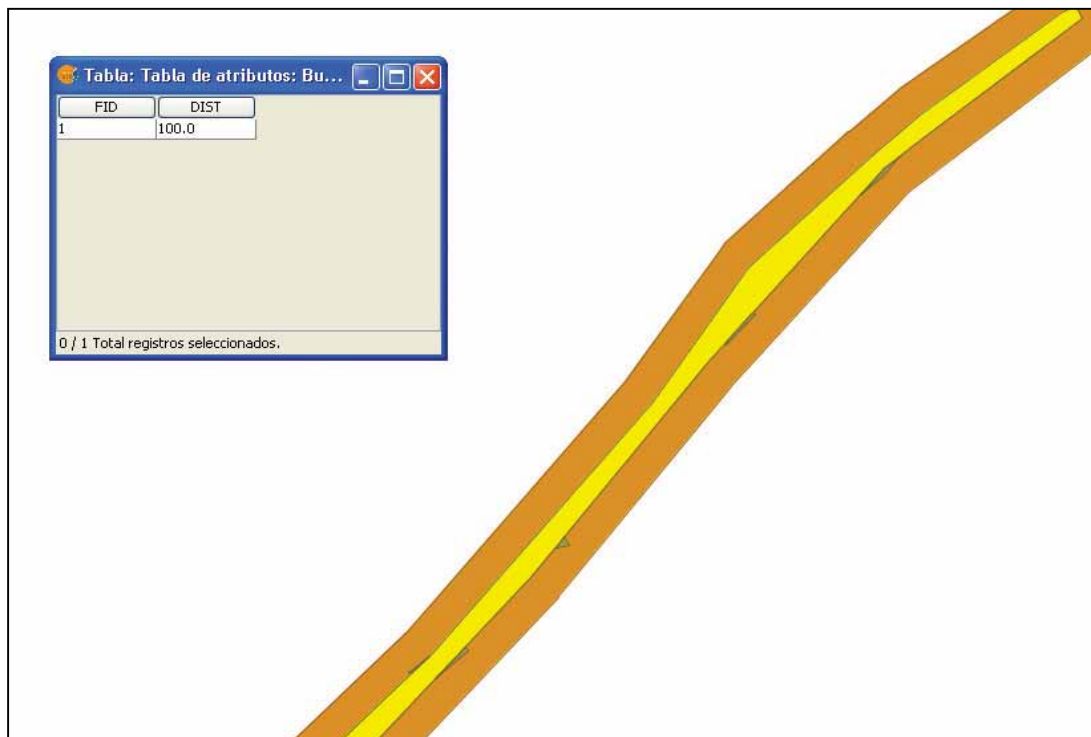 Tabla: Tabla de atributos: Bu...
FID DIST
1 100.0
0 / 1 Total registros seleccionados.